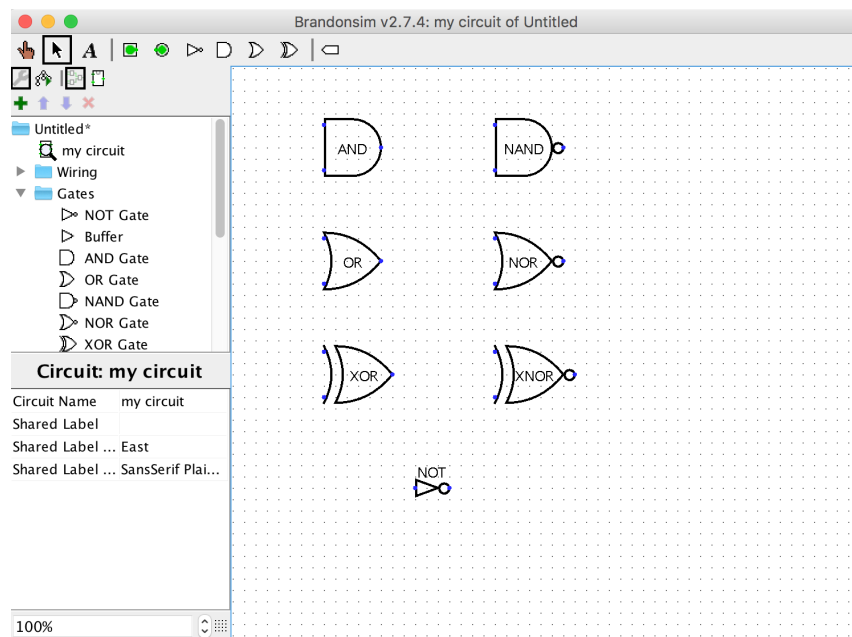 Brandonsim v2.7.4: my circuit of Untitled
A
Untitled*
my circuit
Wiring
Gates
NOT Gate
Buffer
AND Gate
OR Gate
NAND Gate
NOR Gate
XOR Gate
Circuit: my circuit
Circuit Name my circuit
Shared Label
Shared Label ... East
Shared Label ... SansSerif Plai...
100%
AND NAND
OR NOR
XOR XNOR
NOT